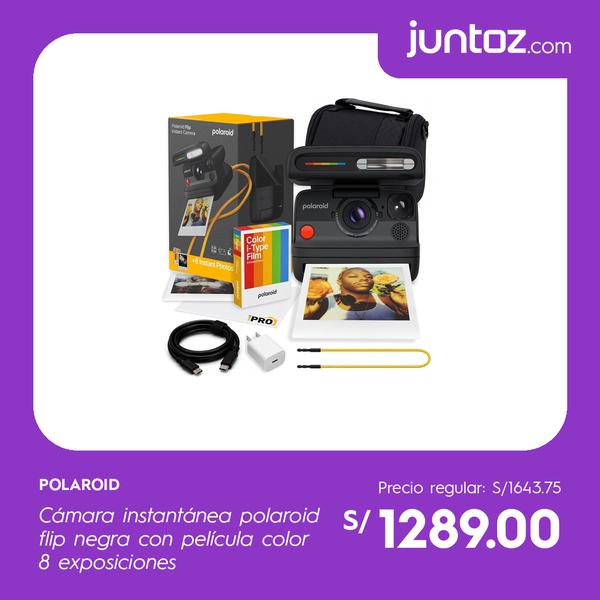 juntoz.com
Polaroid Flip
Instant Camera
polaroid
polaroid
Color
i-Type
Film
+8 Instant Photos
polaroid
PRO
POLAROID
Cámara instantánea polaroid
flip negra con película color
8 exposiciones
Precio regular: S/1643.75
S/ 1289.00